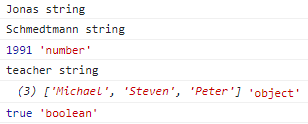 Jonas string
Schmedtmann string
1991 'number'
teacher string
(3) ['Michael', 'Steven', 'Peter'] 'object'
true 'boolean'